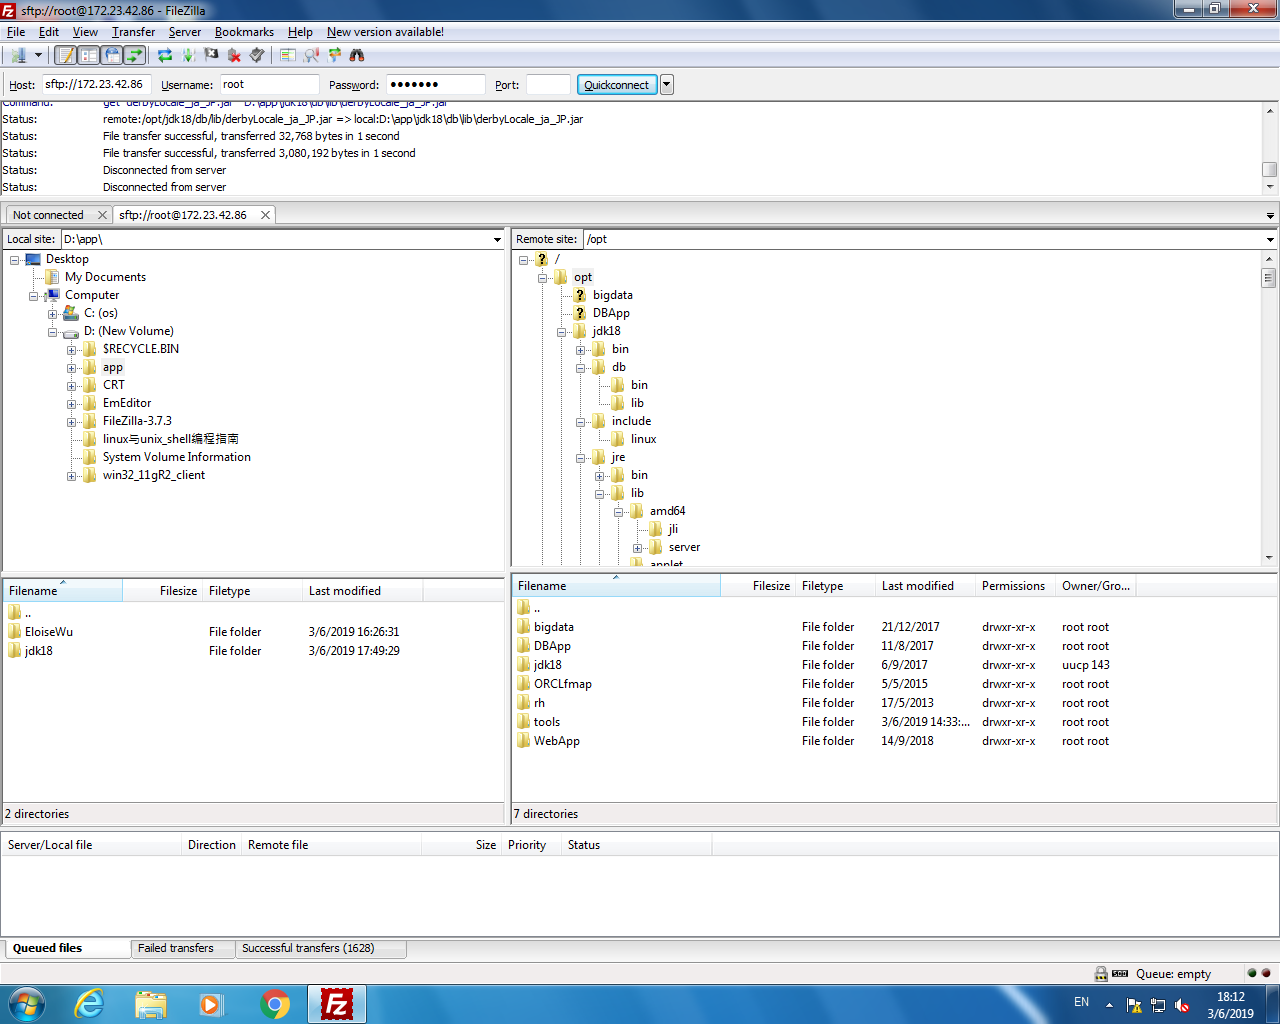 sftp://root@172.23.42.86 - FileZilla
File Edit View Transfer Server Bookmarks Help New version available!
Host: sftp://172.23.42.86 Username: root Password: ●●●●●●● Port: Quickconnect
Command: get "derbyLocale_ja_JP.jar" "D:\app\jdk18\db\lib\derbyLocale_ja_JP.jar"
Status: remote:/opt/jdk18/db/lib/derbyLocale_ja_JP.jar => local:D:\app\jdk18\db\lib\derbyLocale_ja_JP.jar
Status: File transfer successful, transferred 32,768 bytes in 1 second
Status: File transfer successful, transferred 3,080,192 bytes in 1 second
Status: Disconnected from server
Status: Disconnected from server
Not connected sftp://root@172.23.42.86
Local site: D:\app\
Desktop
My Documents
Computer
C: (os)
D: (New Volume)
$RECYCLE.BIN
app
CRT
EmEditor
FileZilla-3.7.3
linux与unix_shell编程指南
System Volume Information
win32_11gR2_client
Filename Filesize Filetype Last modified
..
EloiseWu File folder 3/6/2019 16:26:31
jdk18 File folder 3/6/2019 17:49:29
2 directories
Remote site: /opt
/
opt
bigdata
DBApp
jdk18
bin
db
bin
lib
include
linux
jre
bin
lib
amd64
jli
server
applet
Filename Filesize Filetype Last modified Permissions Owner/Gro...
..
bigdata File folder 21/12/2017 drwxr-xr-x root root
DBApp File folder 11/8/2017 drwxr-xr-x root root
jdk18 File folder 6/9/2017 drwxr-xr-x uucp 143
ORCLfmap File folder 5/5/2015 drwxr-xr-x root root
rh File folder 17/5/2013 drwxr-xr-x root root
tools File folder 3/6/2019 14:33:... drwxr-xr-x root root
WebApp File folder 14/9/2018 drwxr-xr-x root root
7 directories
Server/Local file Direction Remote file Size Priority Status
Queued files Failed transfers Successful transfers (1628)
Queue: empty
EN 18:12
3/6/2019